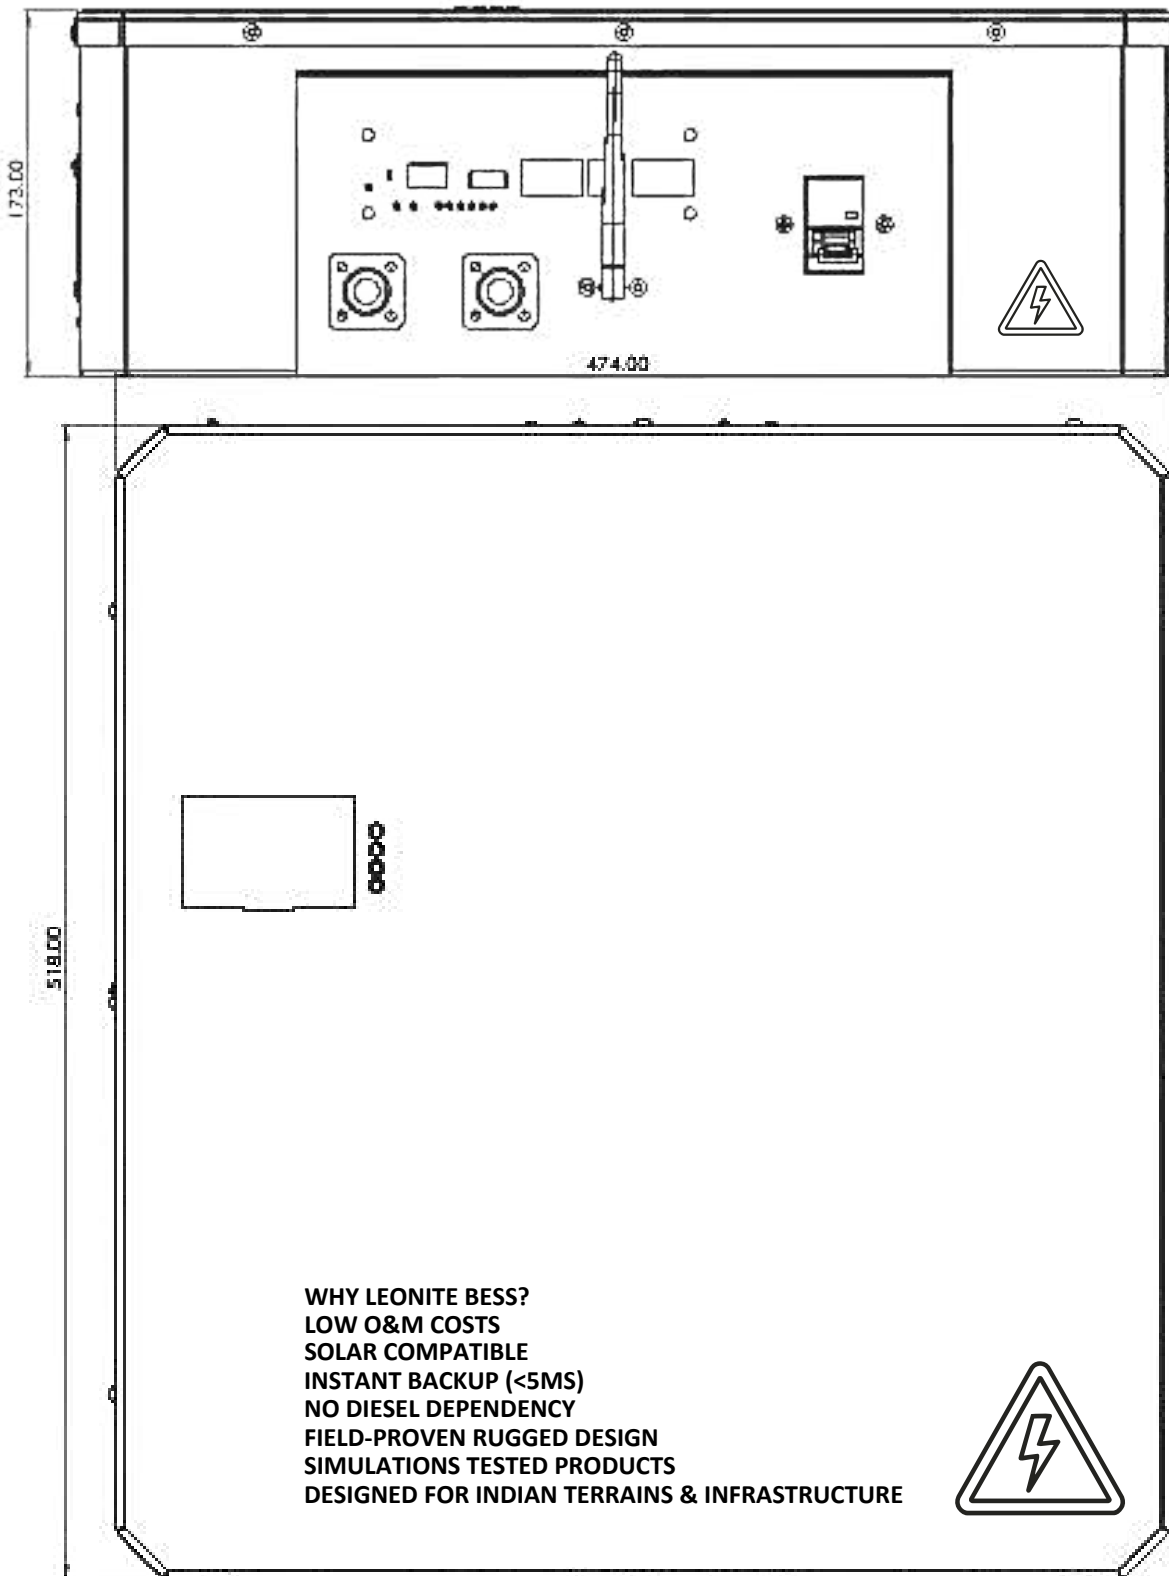 173.00
474.00
518.00
WHY LEONITE BESS?
LOW O&M COSTS
SOLAR COMPATIBLE
INSTANT BACKUP (<5MS)
NO DIESEL DEPENDENCY
FIELD-PROVEN RUGGED DESIGN
SIMULATIONS TESTED PRODUCTS
DESIGNED FOR INDIAN TERRAINS & INFRASTRUCTURE